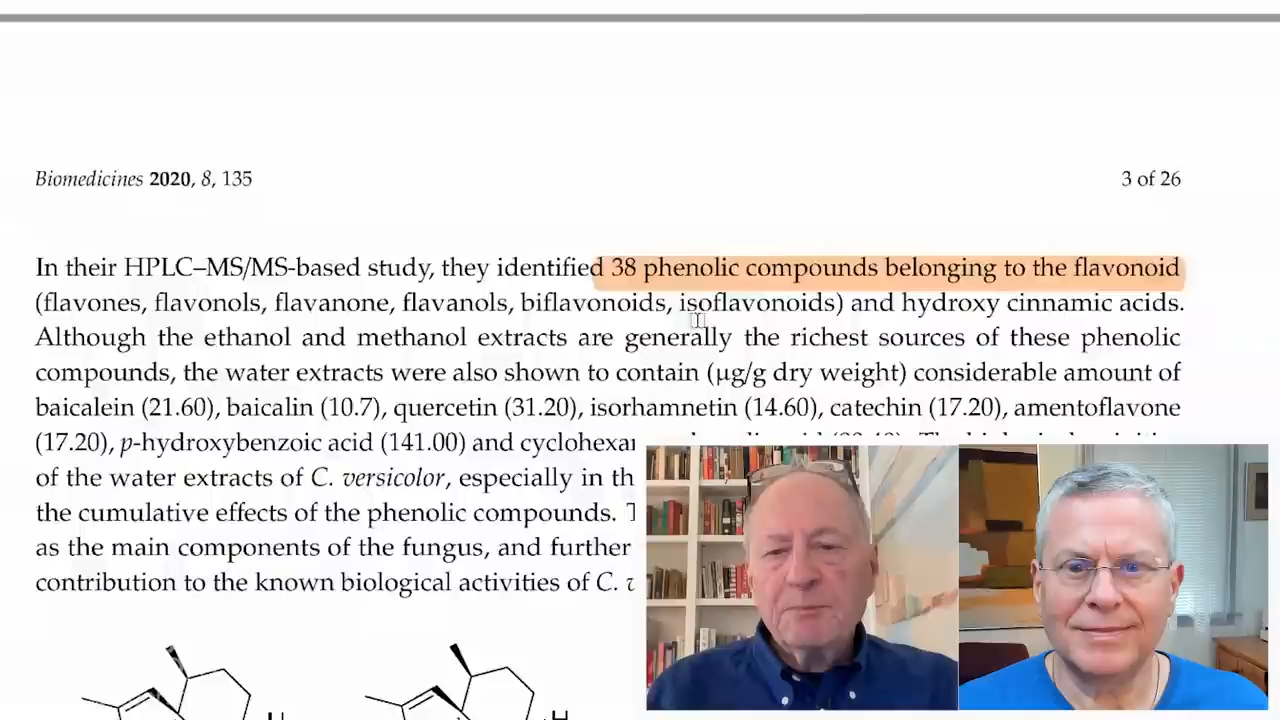 Biomedicines 2020, 8, 135
3 of 26
In their HPLC–MS/MS-based study, they identified 38 phenolic compounds belonging to the flavonoid
(flavones, flavonols, flavanone, flavanols, biflavonoids, isoflavonoids) and hydroxy cinnamic acids.
Although the ethanol and methanol extracts are generally the richest sources of these phenolic
compounds, the water extracts were also shown to contain (µg/g dry weight) considerable amount of
baicalein (21.60), baicalin (10.7), quercetin (31.20), isorhamnetin (14.60), catechin (17.20), amentoflavone
(17.20), p-hydroxybenzoic acid (141.00) and
of the water extracts of C. versicolor, especially in
the cumulative effects of the phenolic compounds.
as the main components of the fungus, and further
contribution to the known biological activities of C.
H